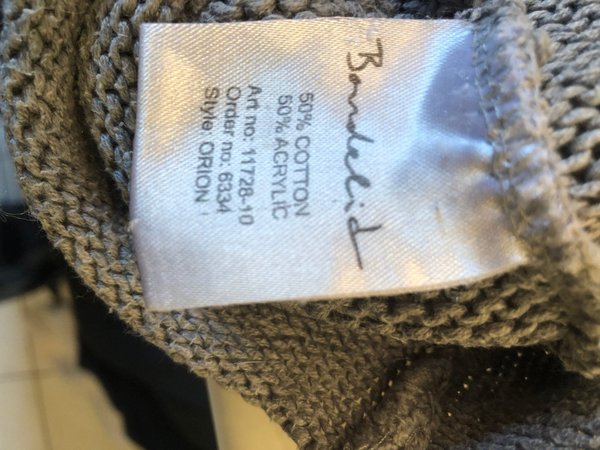 Bondelid
50% COTTON
50% ACRYLIC
Art no: 11728-10
Order no: 6334
Style: ORION